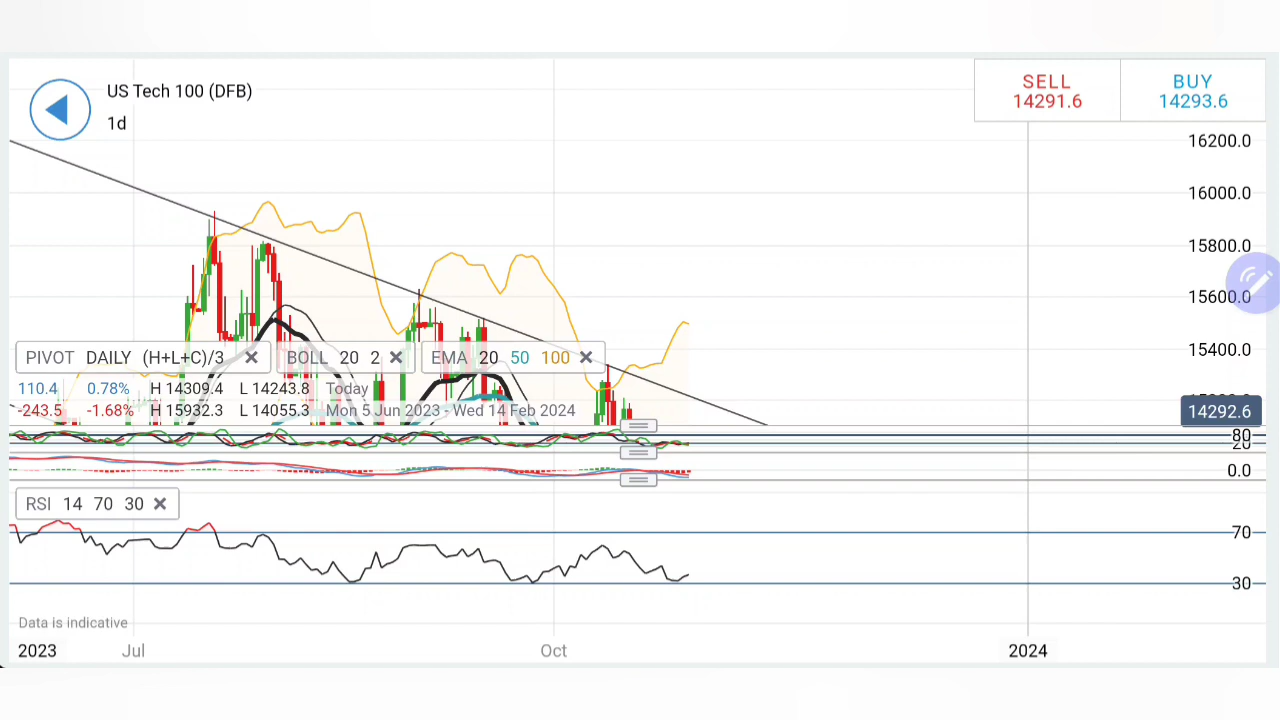 US Tech 100 (DFB)
1d
SELL
14291.6
BUY
14293.6
16200.0
16000.0
15800.0
15600.0
15400.0
14292.6
PIVOT DAILY (H+L+C)/3
BOLL 20 2
EMA 20 50 100
110.4 0.78% H 14309.4 L 14243.8 Today
-243.5 -1.68% H 15932.3 L 14055.3 Mon 5 Jun 2023 - Wed 14 Feb 2024
80
20
0.0
RSI 14 70 30
70
30
Data is indicative
2023 Jul Oct 2024